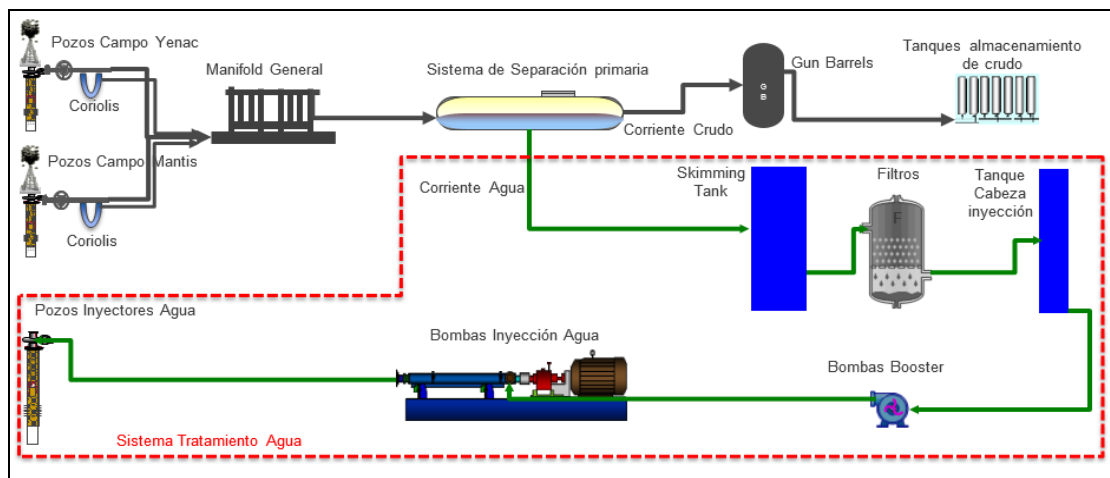 Pozos Campo Yenac
Coriolis
Manifold General
Sistema de Separación primaria
Gun Barrels
G
B
Tanques almacenamiento
de crudo
Corriente Crudo
Pozos Campo Mantis
Coriolis
Corriente Agua
Skimming
Tank
Filtros
F
Tanque
Cabeza
inyección
Pozos Inyectores Agua
Bombas Inyección Agua
Bombas Booster
Sistema Tratamiento Agua